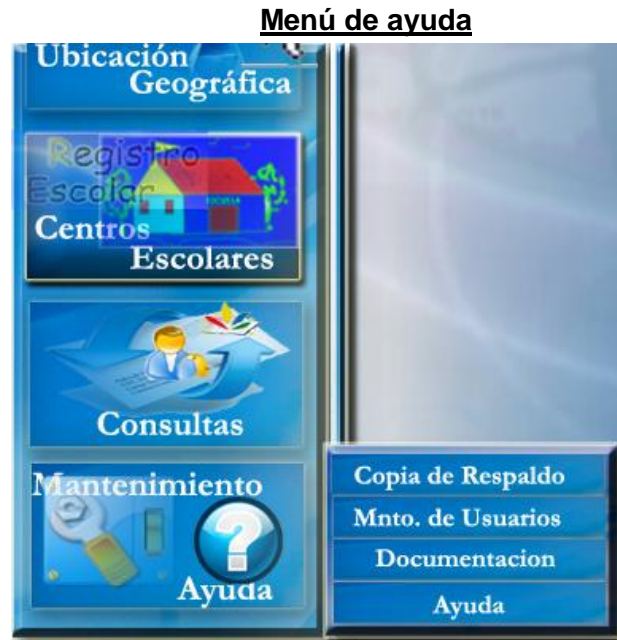 Menú de ayuda
Ubicación
Geográfica
Registro
Escolar
Centros
Escolares
Consultas
Mantenimiento
Ayuda
Copia de Respaldo
Mnto. de Usuarios
Documentacion
Ayuda